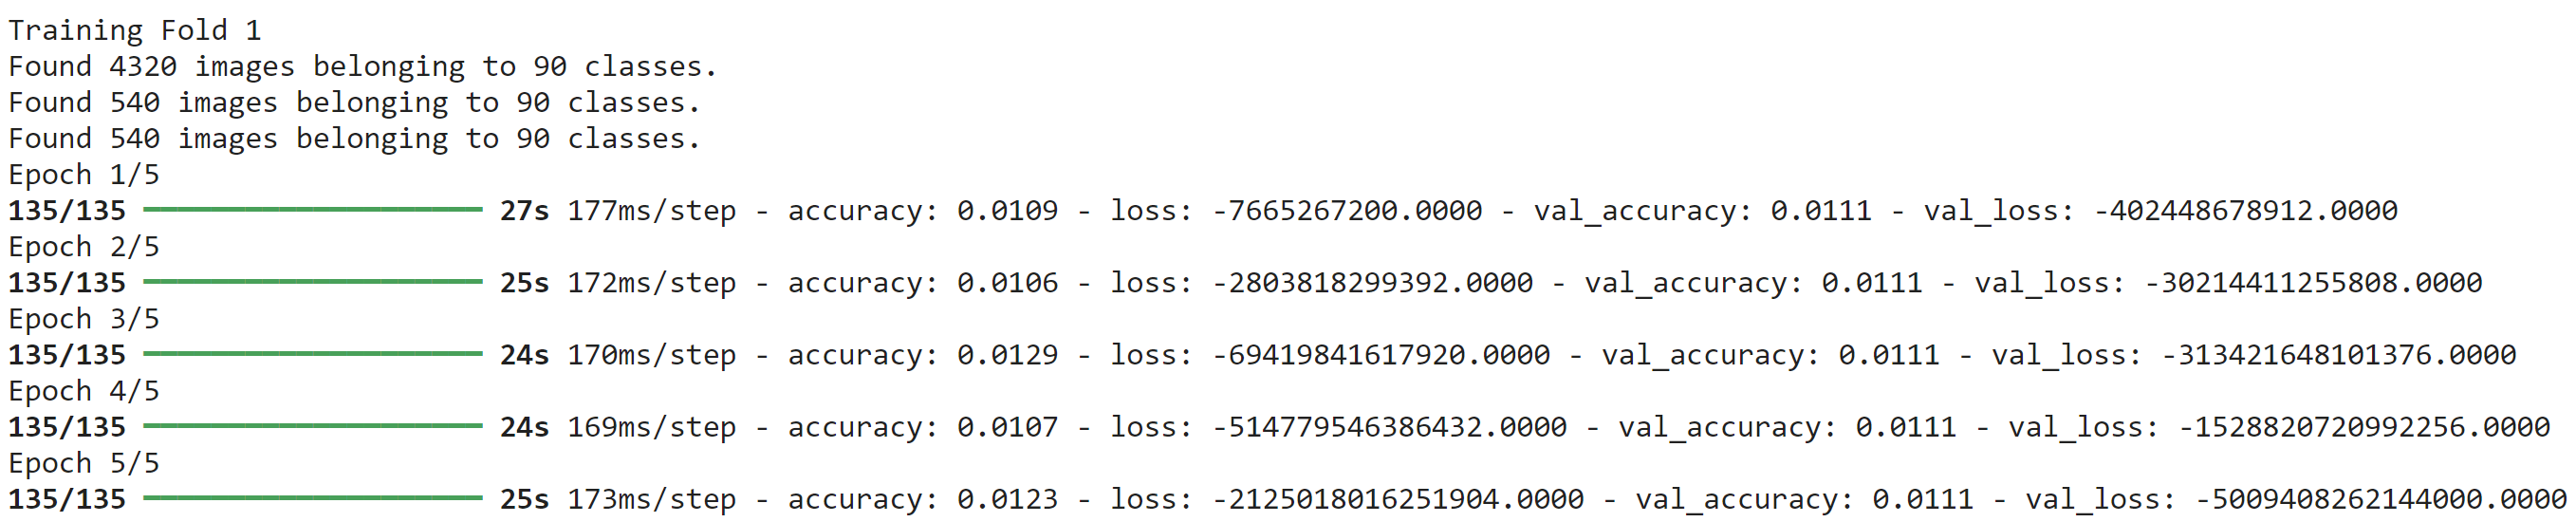 Training Fold 1
Found 4320 images belonging to 90 classes.
Found 540 images belonging to 90 classes.
Found 540 images belonging to 90 classes.
Epoch 1/5
135/135 ━━━━━━━━━━━━━━━━━━━━ 27s 177ms/step - accuracy: 0.0109 - loss: -7665267200.0000 - val_accuracy: 0.0111 - val_loss: -402448678912.0000
Epoch 2/5
135/135 ━━━━━━━━━━━━━━━━━━━━ 25s 172ms/step - accuracy: 0.0106 - loss: -2803818299392.0000 - val_accuracy: 0.0111 - val_loss: -30214411255808.0000
Epoch 3/5
135/135 ━━━━━━━━━━━━━━━━━━━━ 24s 170ms/step - accuracy: 0.0129 - loss: -69419841617920.0000 - val_accuracy: 0.0111 - val_loss: -313421648101376.0000
Epoch 4/5
135/135 ━━━━━━━━━━━━━━━━━━━━ 24s 169ms/step - accuracy: 0.0107 - loss: -514779546386432.0000 - val_accuracy: 0.0111 - val_loss: -1528820720992256.0000
Epoch 5/5
135/135 ━━━━━━━━━━━━━━━━━━━━ 25s 173ms/step - accuracy: 0.0123 - loss: -2125018016251904.0000 - val_accuracy: 0.0111 - val_loss: -5009408262144000.0000